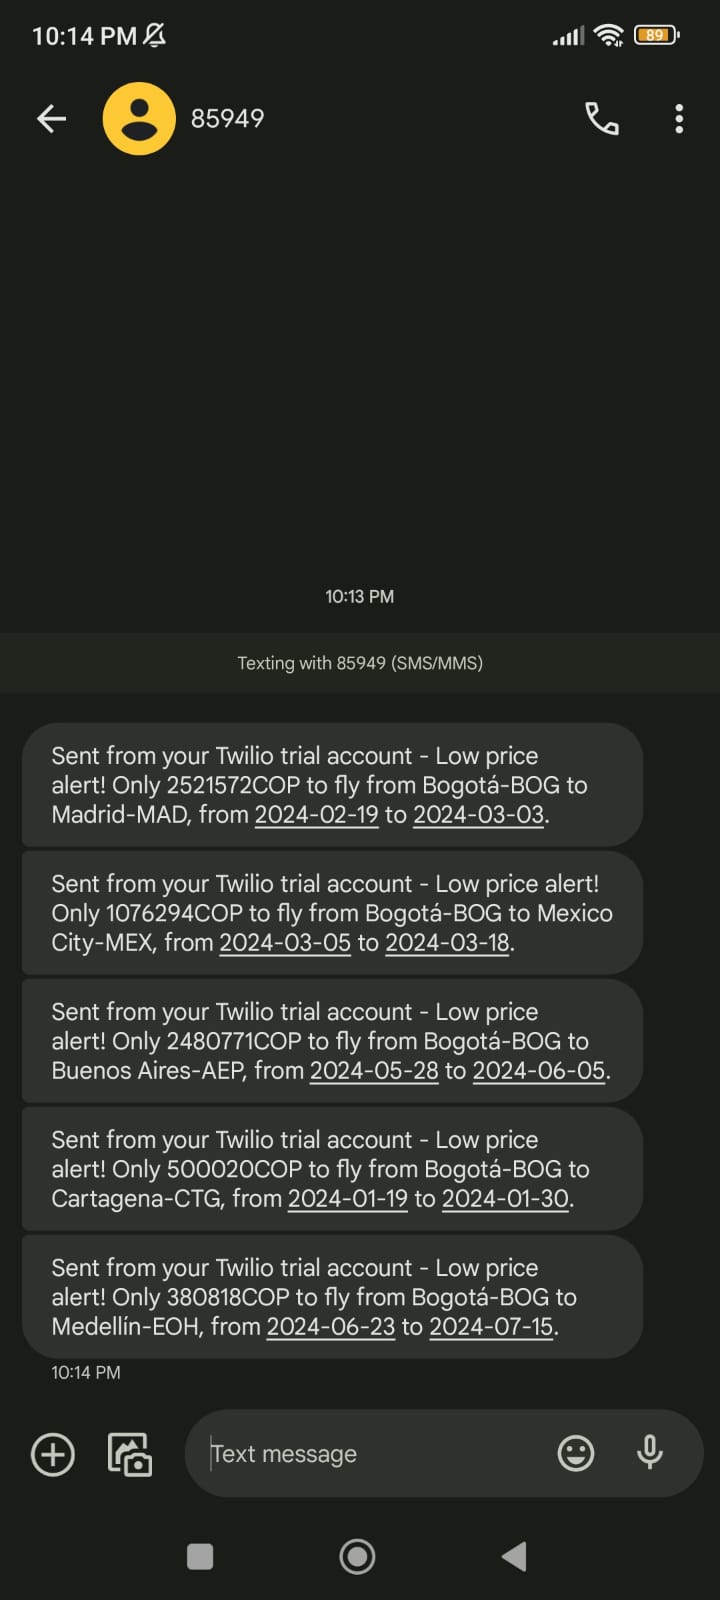 10:14 PM
89
85949
10:13 PM
Texting with 85949 (SMS/MMS)
Sent from your Twilio trial account - Low price
alert! Only 2521572COP to fly from Bogotá-BOG to
Madrid-MAD, from 2024-02-19 to 2024-03-03.
Sent from your Twilio trial account - Low price alert!
Only 1076294COP to fly from Bogotá-BOG to Mexico
City-MEX, from 2024-03-05 to 2024-03-18.
Sent from your Twilio trial account - Low price
alert! Only 2480771COP to fly from Bogotá-BOG to
Buenos Aires-AEP, from 2024-05-28 to 2024-06-05.
Sent from your Twilio trial account - Low price
alert! Only 500020COP to fly from Bogotá-BOG to
Cartagena-CTG, from 2024-01-19 to 2024-01-30.
Sent from your Twilio trial account - Low price
alert! Only 380818COP to fly from Bogotá-BOG to
Medellín-EOH, from 2024-06-23 to 2024-07-15.
10:14 PM
Text message